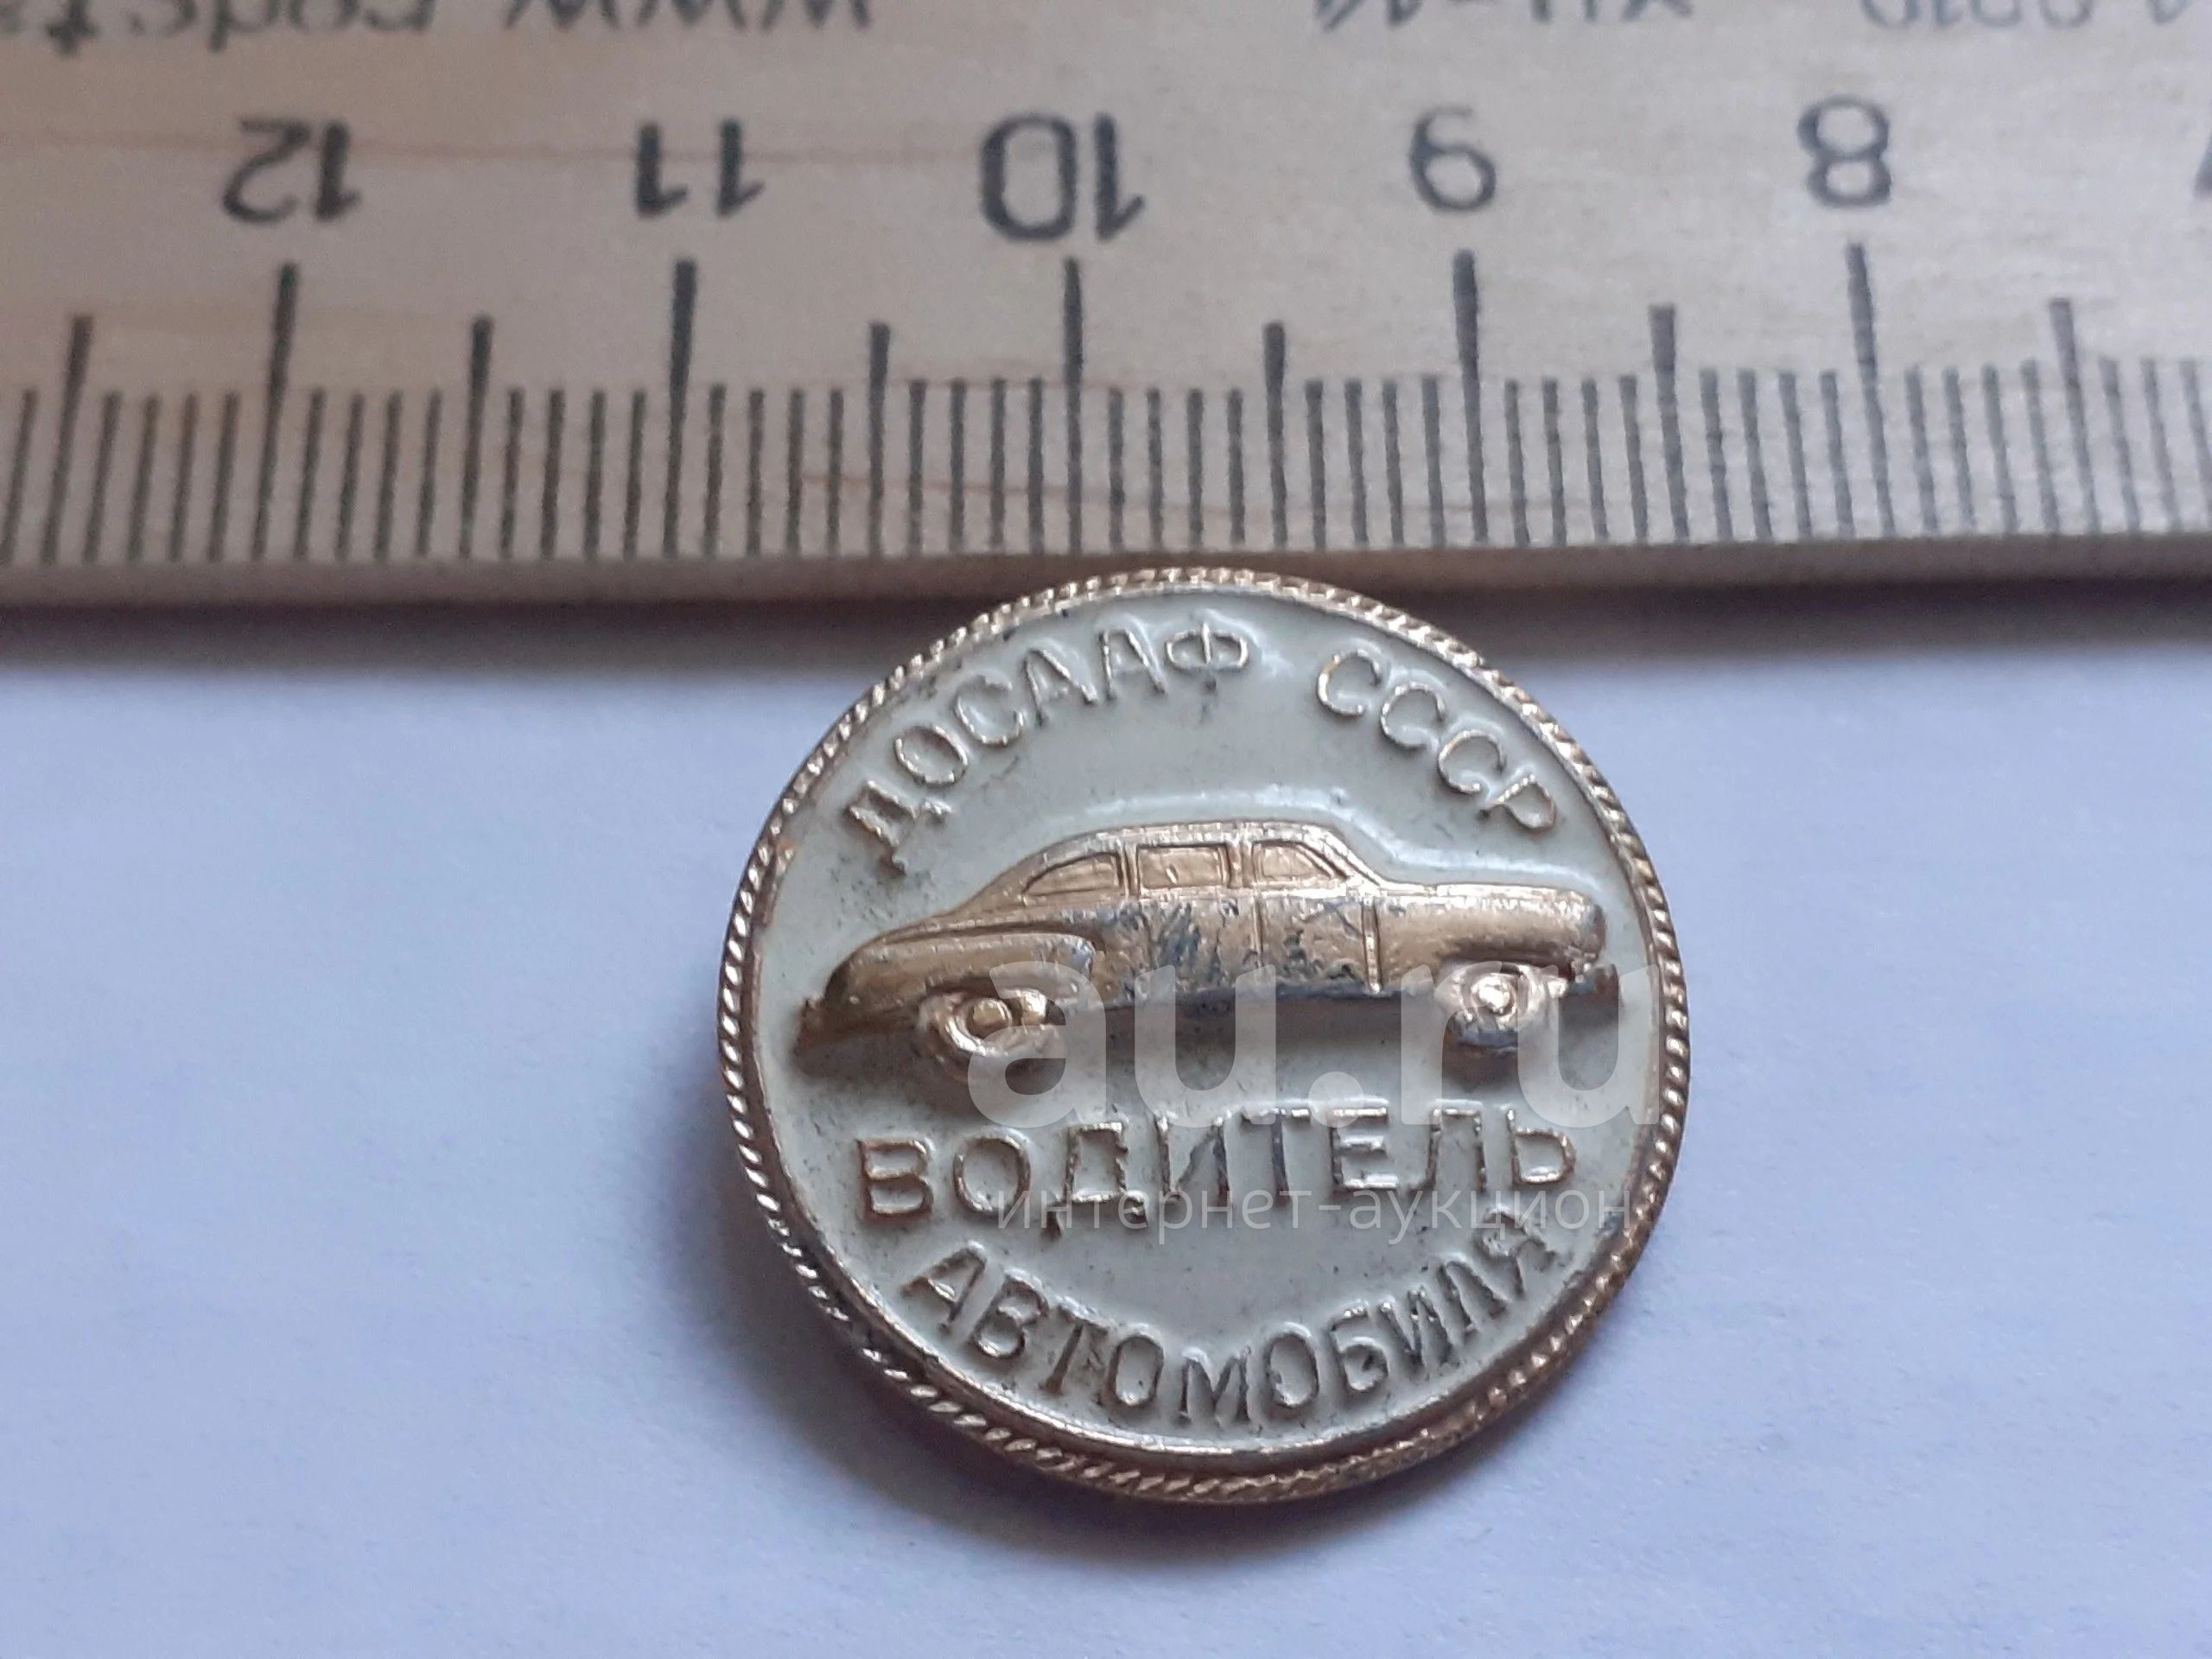 12 11 10 9 8
ДОСААФ СССР
au.ru
ВОДИТЕЛЬ
интернет-аукцион
АВТОМОБИЛЯ